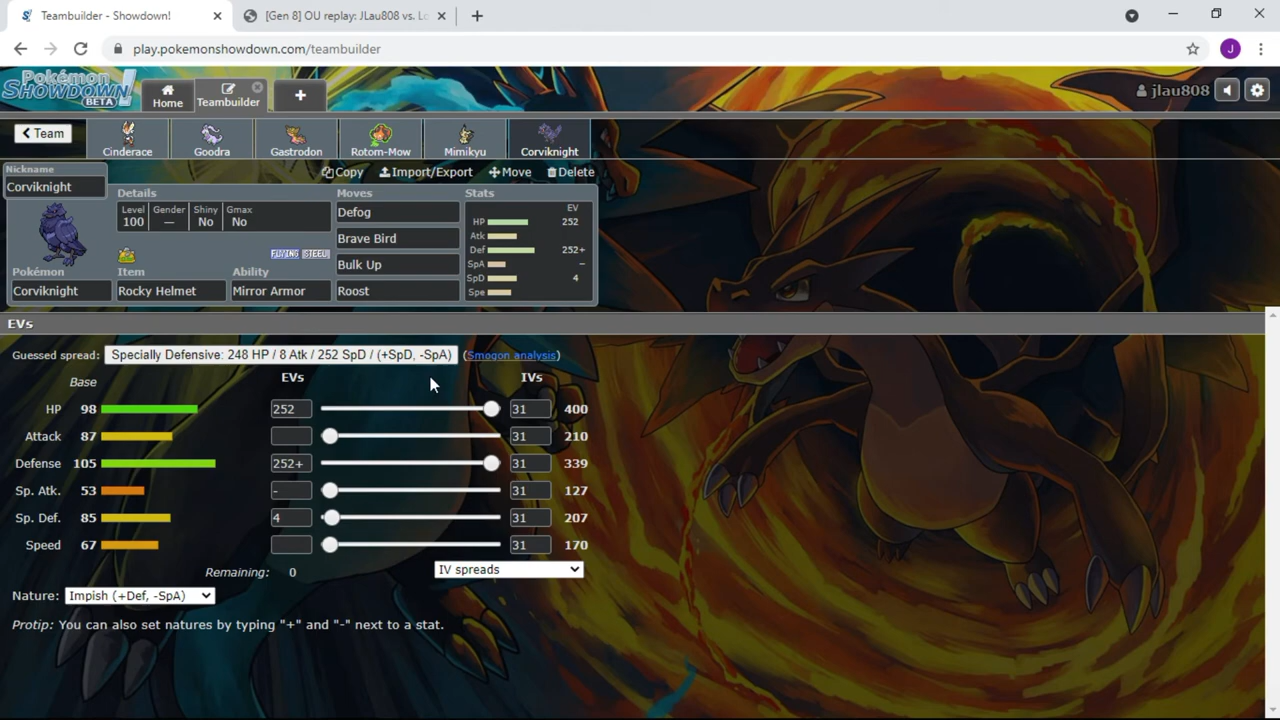 Teambuilder - Showdown!
[Gen 8] OU replay: JLau808 vs. Lo
play.pokemonshowdown.com/teambuilder
J
Pokémon
SHOWDOWN!
BETA
Home
Teambuilder
jlau808
Team
Cinderace
Goodra
Gastrodon
Rotom-Mow
Mimikyu
Corviknight
Copy
Import/Export
Move
Delete
Nickname
Corviknight
Details
Level
100
Gender
—
Shiny
No
Gmax
No
FLYING STEEL
Pokémon
Corviknight
Item
Rocky Helmet
Ability
Mirror Armor
Moves
Defog
Brave Bird
Bulk Up
Roost
Stats
EV
HP 252
Atk
Def 252+
SpA –
SpD 4
Spe
EVs
Guessed spread: Specially Defensive: 248 HP / 8 Atk / 252 SpD / (+SpD, -SpA) (Smogon analysis)
Base EVs IVs
HP 98 252 31 400
Attack 87 31 210
Defense 105 252+ 31 339
Sp. Atk. 53 - 31 127
Sp. Def. 85 4 31 207
Speed 67 31 170
Remaining: 0 IV spreads
Nature: Impish (+Def, -SpA)
Protip: You can also set natures by typing "+" and "-" next to a stat.